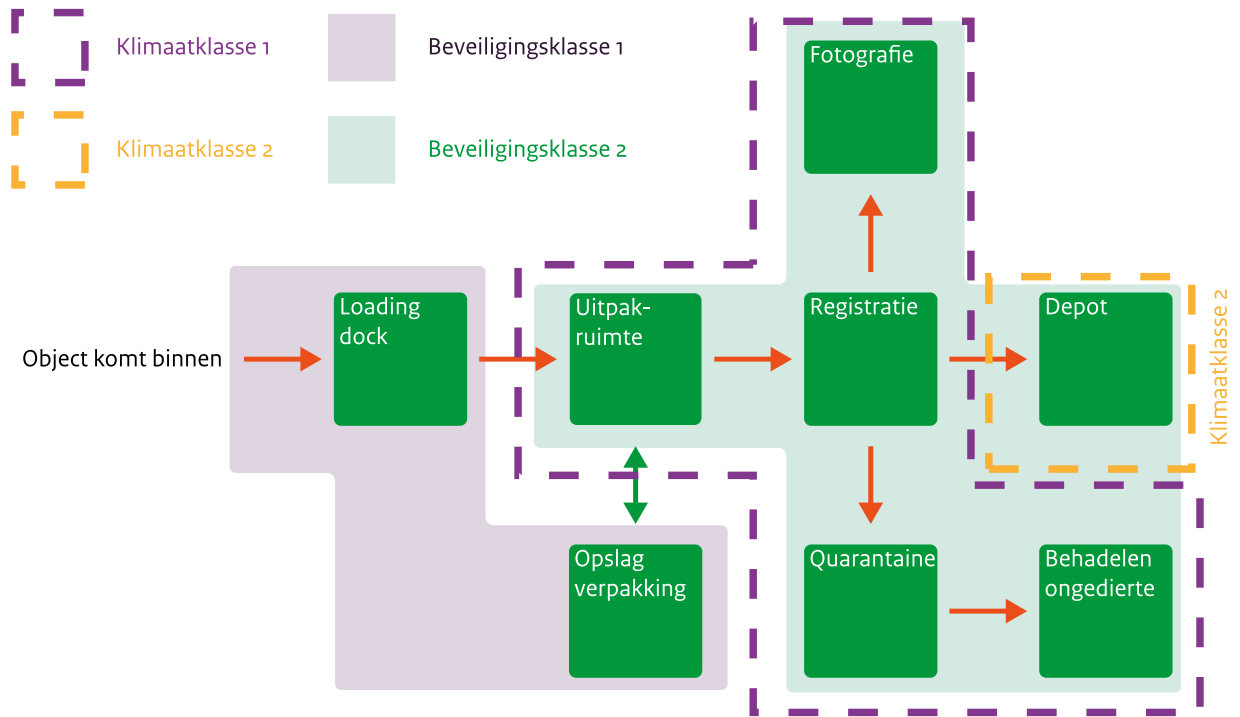 Klimaatklasse 1
Beveiligingsklasse 1
Klimaatklasse 2
Beveiligingsklasse 2
Fotografie
Object komt binnen
Loading
dock
Uitpak-
ruimte
Registratie
Depot
Klimaatklasse 2
Opslag
verpakking
Quarantaine
Behadelen
ongedierte